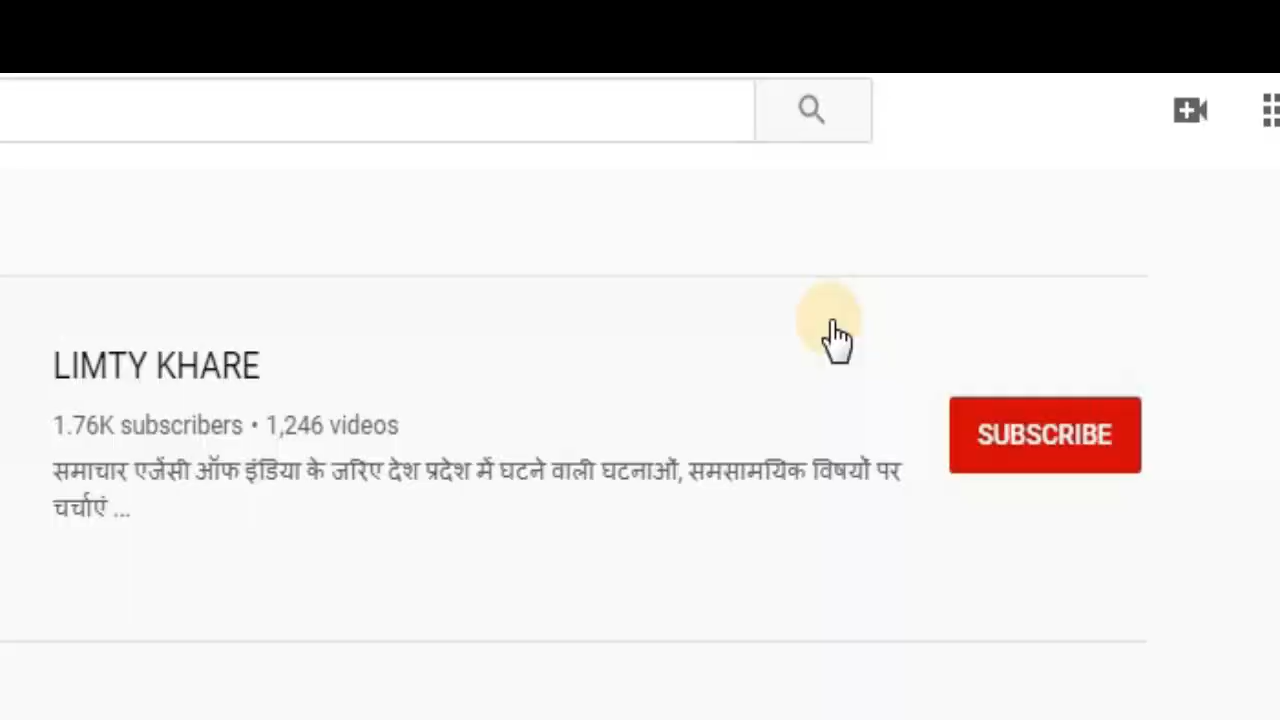 LIMTY KHARE
1.76K subscribers • 1,246 videos
SUBSCRIBE
समाचार एजेंसी ऑफ इंडिया के जरिए देश प्रदेश में घटने वाली घटनाओं, समसामयिक विषयों पर
चर्चाएं ...